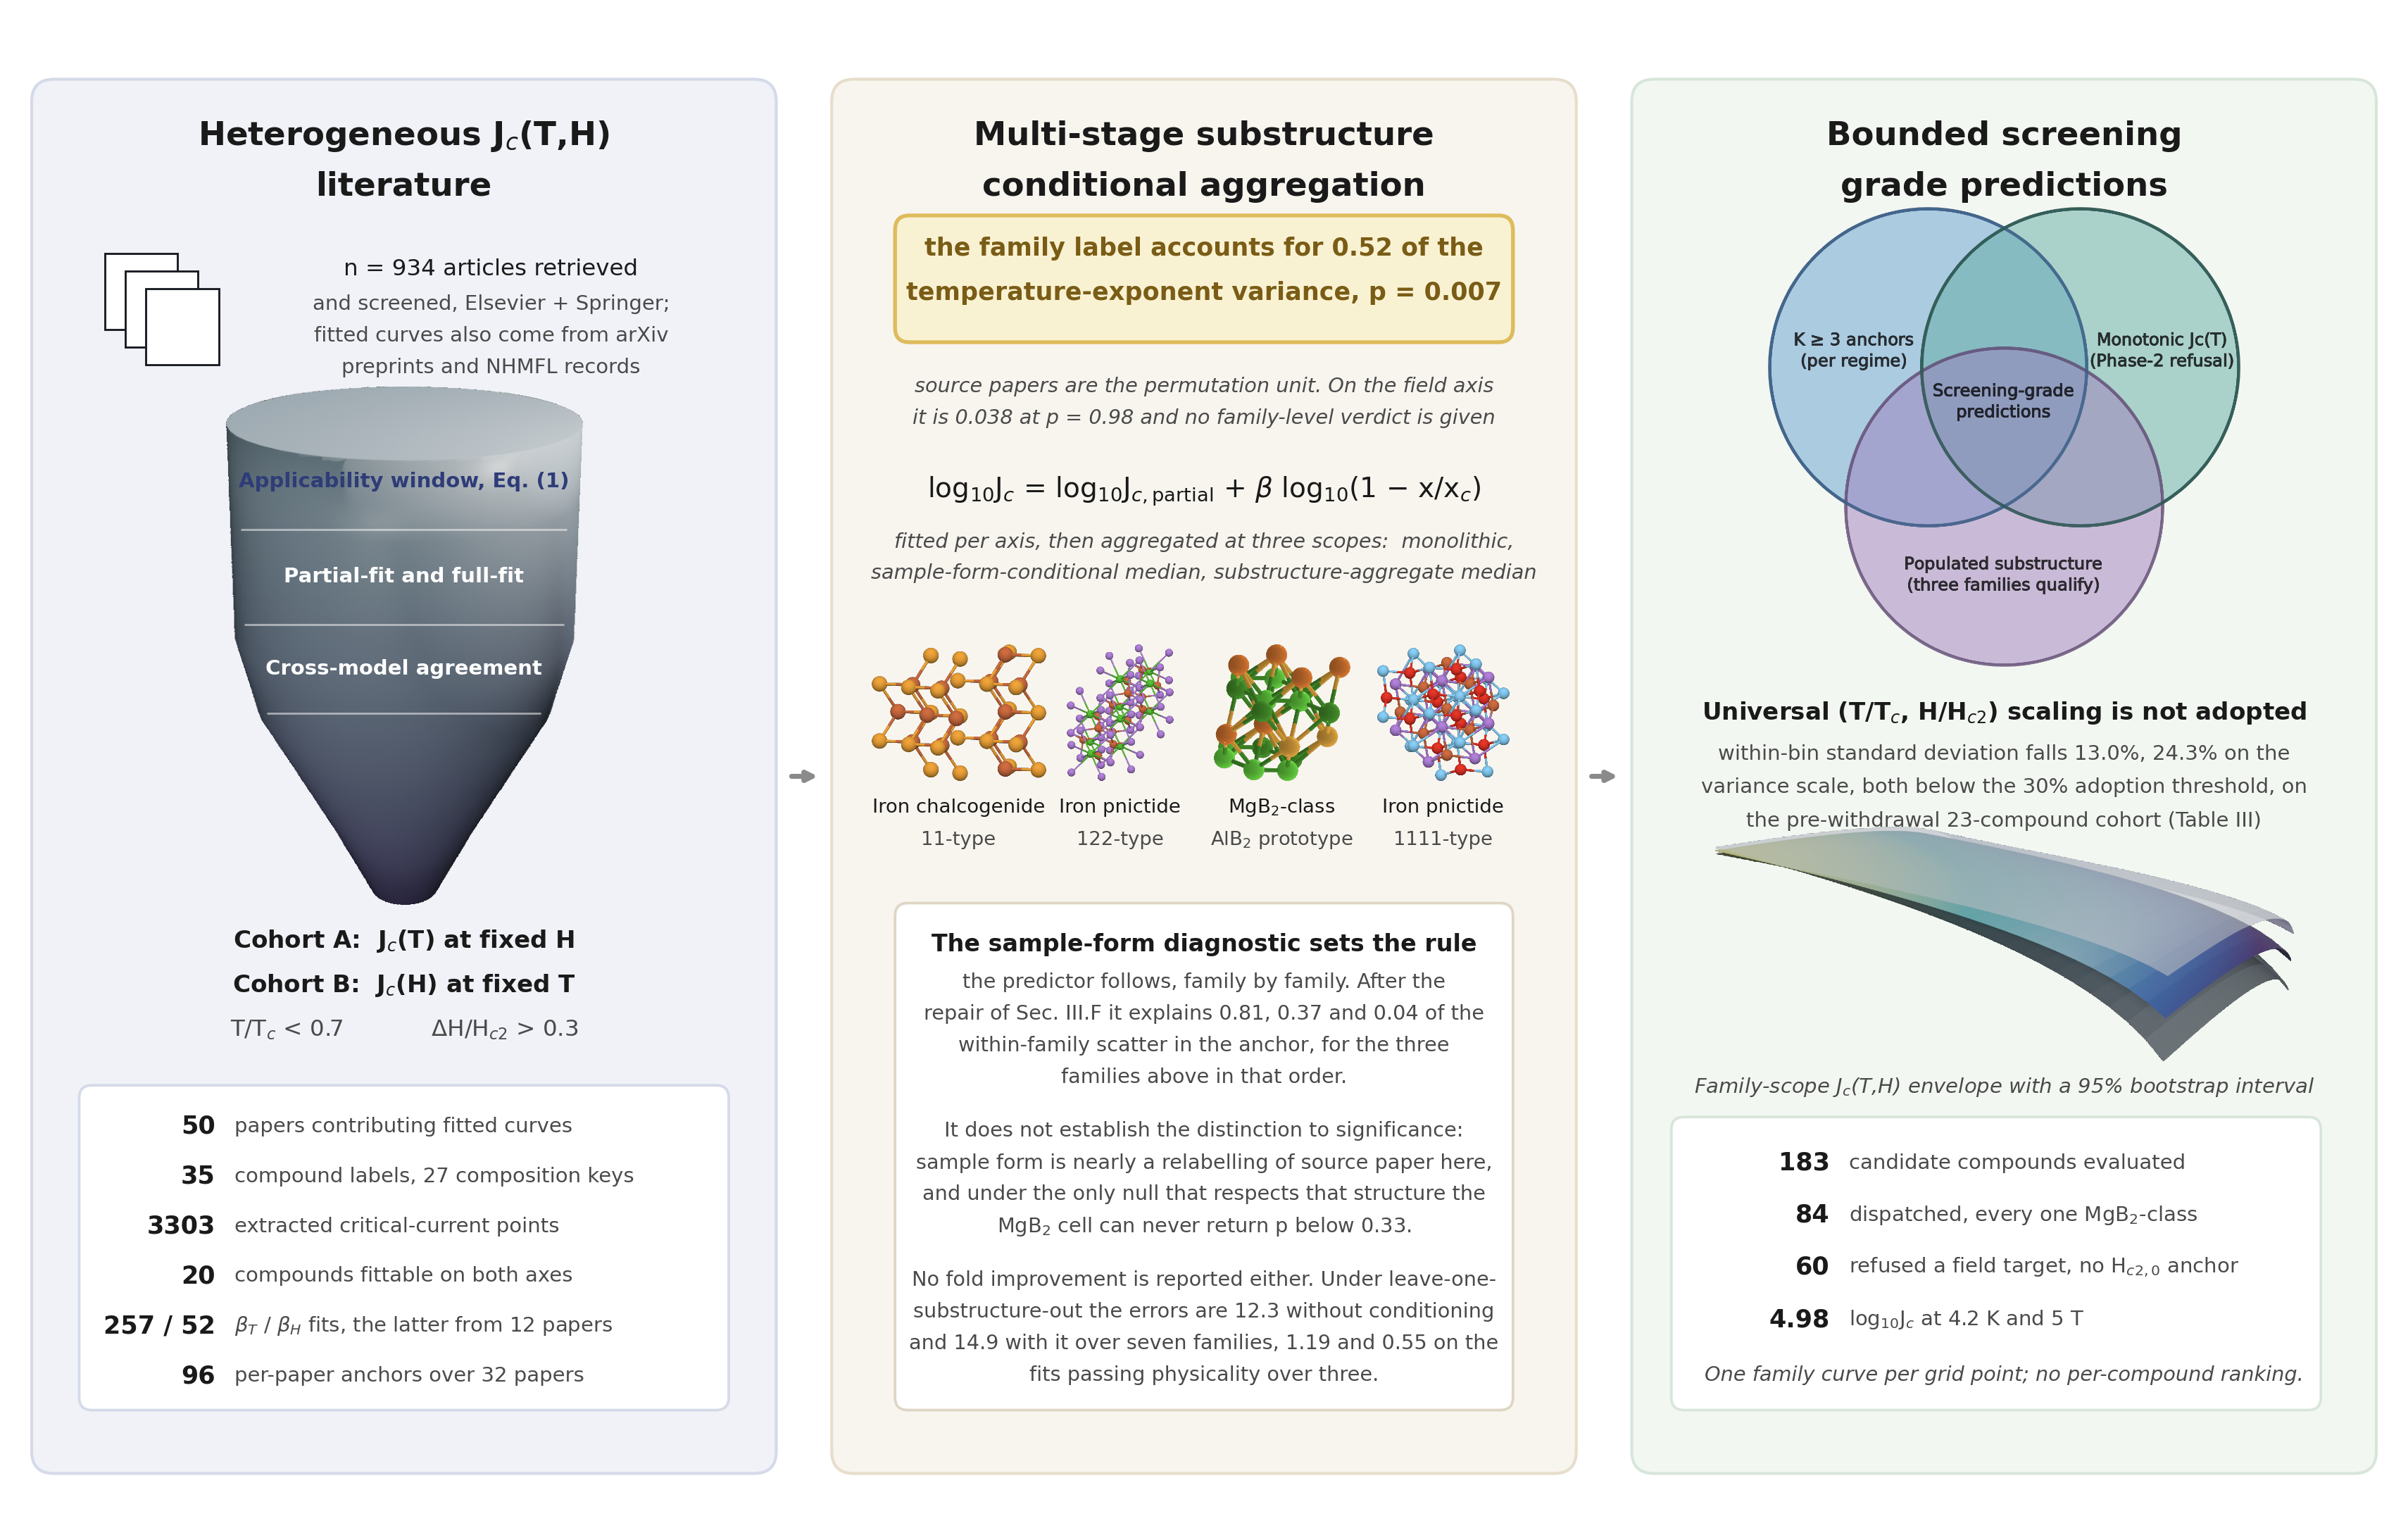 Heterogeneous Jc(T,H)
literature
n = 934 articles retrieved
and screened, Elsevier + Springer;
fitted curves also come from arXiv
preprints and NHMFL records
Applicability window, Eq. (1)
Partial-fit and full-fit
Cross-model agreement
Cohort A: Jc(T) at fixed H
Cohort B: Jc(H) at fixed T
T/Tc < 0.7 ΔH/Hc2 > 0.3
50 papers contributing fitted curves
35 compound labels, 27 composition keys
3303 extracted critical-current points
20 compounds fittable on both axes
257 / 52 βT / βH fits, the latter from 12 papers
96 per-paper anchors over 32 papers
Multi-stage substructure
conditional aggregation
the family label accounts for 0.52 of the
temperature-exponent variance, p = 0.007
source papers are the permutation unit. On the field axis
it is 0.038 at p = 0.98 and no family-level verdict is given
log10Jc = log10Jc,partial + β log10(1 − x/xc)
fitted per axis, then aggregated at three scopes: monolithic,
sample-form-conditional median, substructure-aggregate median
Iron chalcogenide Iron pnictide MgB2-class Iron pnictide
11-type 122-type AlB2 prototype 1111-type
The sample-form diagnostic sets the rule
the predictor follows, family by family. After the
repair of Sec. III.F it explains 0.81, 0.37 and 0.04 of the
within-family scatter in the anchor, for the three
families above in that order.
It does not establish the distinction to significance:
sample form is nearly a relabelling of source paper here,
and under the only null that respects that structure the
MgB2 cell can never return p below 0.33.
No fold improvement is reported either. Under leave-one-
substructure-out the errors are 12.3 without conditioning
and 14.9 with it over seven families, 1.19 and 0.55 on the
fits passing physicality over three.
Bounded screening
grade predictions
K ≥ 3 anchors
(per regime)
Monotonic Jc(T)
(Phase-2 refusal)
Screening-grade
predictions
Populated substructure
(three families qualify)
Universal (T/Tc, H/Hc2) scaling is not adopted
within-bin standard deviation falls 13.0%, 24.3% on the
variance scale, both below the 30% adoption threshold, on
the pre-withdrawal 23-compound cohort (Table III)
Family-scope Jc(T,H) envelope with a 95% bootstrap interval
183 candidate compounds evaluated
84 dispatched, every one MgB2-class
60 refused a field target, no Hc2,0 anchor
4.98 log10Jc at 4.2 K and 5 T
One family curve per grid point; no per-compound ranking.